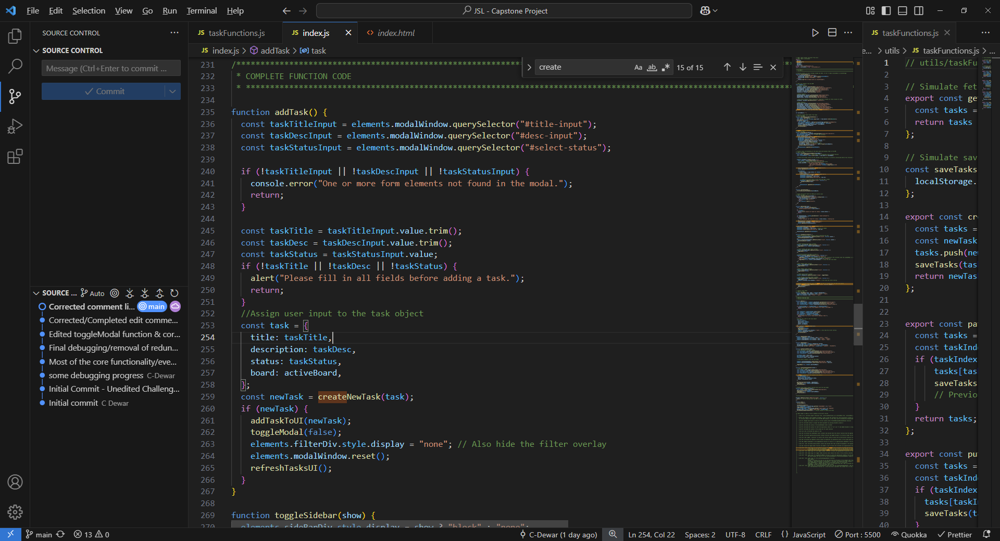 File Edit Selection View Go Run Terminal Help
JSL - Capstone Project
SOURCE CONTROL
SOURCE CONTROL
Message (Ctrl+Enter to commit ...
Commit
SOURCE ... Auto
Corrected comment li... main
Corrected/Completed edit comme...
Edited toggleModal function & cor...
Final debugging/removal of redun...
Most of the core functionality/eve...
some debugging progress C-Dewar
Initial Commit - Unedited Challeng...
Initial commit C Dewar
JS taskFunctions.js
JS index.js
<> index.html
JS index.js > addTask > task
create
Aa ab .*
15 of 15
231 /****************************************************************
232 * COMPLETE FUNCTION CODE
233 * ****************************************************************
234
235 function addTask() {
236 const taskTitleInput = elements.modalWindow.querySelector("#title-input");
237 const taskDescInput = elements.modalWindow.querySelector("#desc-input");
238 const taskStatusInput = elements.modalWindow.querySelector("#select-status");
239
240 if (!taskTitleInput || !taskDescInput || !taskStatusInput) {
241 console.error("One or more form elements not found in the modal.");
242 return;
243 }
244
245 const taskTitle = taskTitleInput.value.trim();
246 const taskDesc = taskDescInput.value.trim();
247 const taskStatus = taskStatusInput.value;
248 if (!taskTitle || !taskDesc || !taskStatus) {
249 alert("Please fill in all fields before adding a task.");
250 return;
251 }
252 //Assign user input to the task object
253 const task = {
254 title: taskTitle,
255 description: taskDesc,
256 status: taskStatus,
257 board: activeBoard,
258 };
259 const newTask = createNewTask(task);
260 if (newTask) {
261 addTaskToUI(newTask);
262 toggleModal(false);
263 elements.filterDiv.style.display = "none"; // Also hide the filter overlay
264 elements.modalWindow.reset();
265 refreshTasksUI();
266 }
267 }
268
269 function toggleSidebar(show) {
270 elements.sideBarDiv.style.display = show ? "block" : "none";
JS taskFunctions.js
e... > utils > JS taskFunctions.js > ...
1 // utils/taskFu
2
3 // Simulate fet
4 export const ge
5 const tasks =
6 return tasks
7 };
8
9 // Simulate sav
10 const saveTasks
11 localStorage.
12 };
13
14 export const cr
15 const tasks =
16 const newTask
17 tasks.push(ne
18 saveTasks(tas
19 return newTas
20 };
21
22
23 export const pa
24 const tasks =
25 const taskInd
26 if (taskIndex
27 tasks[tas
28 saveTasks
29 // Previo
30 }
31 return tasks;
32 };
33
34 export const pu
35 const tasks =
36 const taskInd
37 if (taskIndex
38 tasks[taskI
39 saveTasks(t
40 }
main
13 0
C-Dewar (1 day ago)
Ln 254, Col 22
Spaces: 2
UTF-8
CRLF
{} JavaScript
Port : 5500
Quokka
Prettier